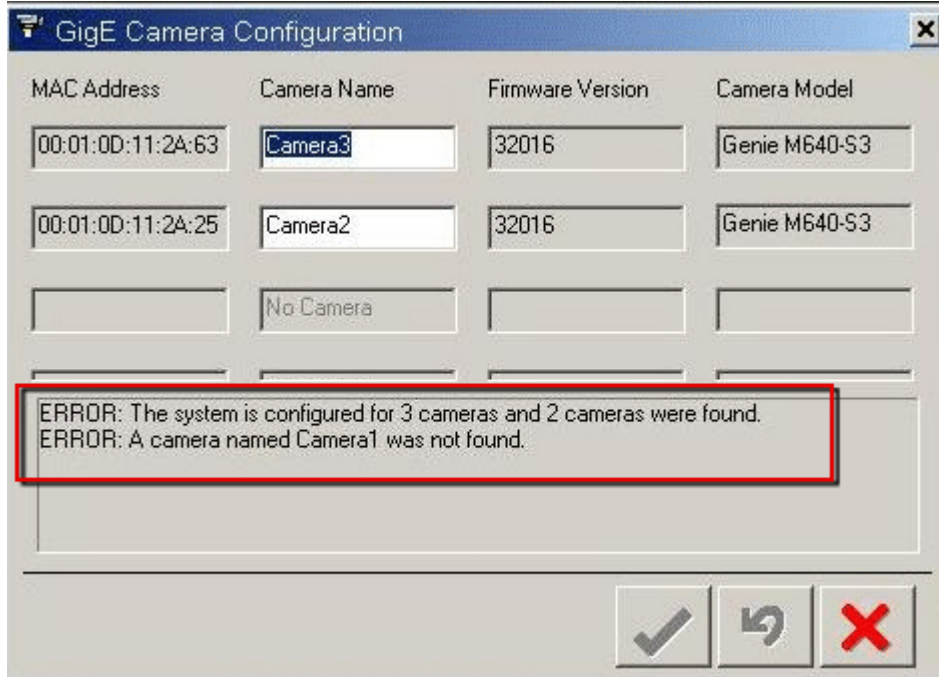 GigE Camera Configuration
MAC Address Camera Name Firmware Version Camera Model
00:01:0D:11:2A:63 Camera3 32016 Genie M640-S3
00:01:0D:11:2A:25 Camera2 32016 Genie M640-S3
No Camera
ERROR: The system is configured for 3 cameras and 2 cameras were found.
ERROR: A camera named Camera1 was not found.